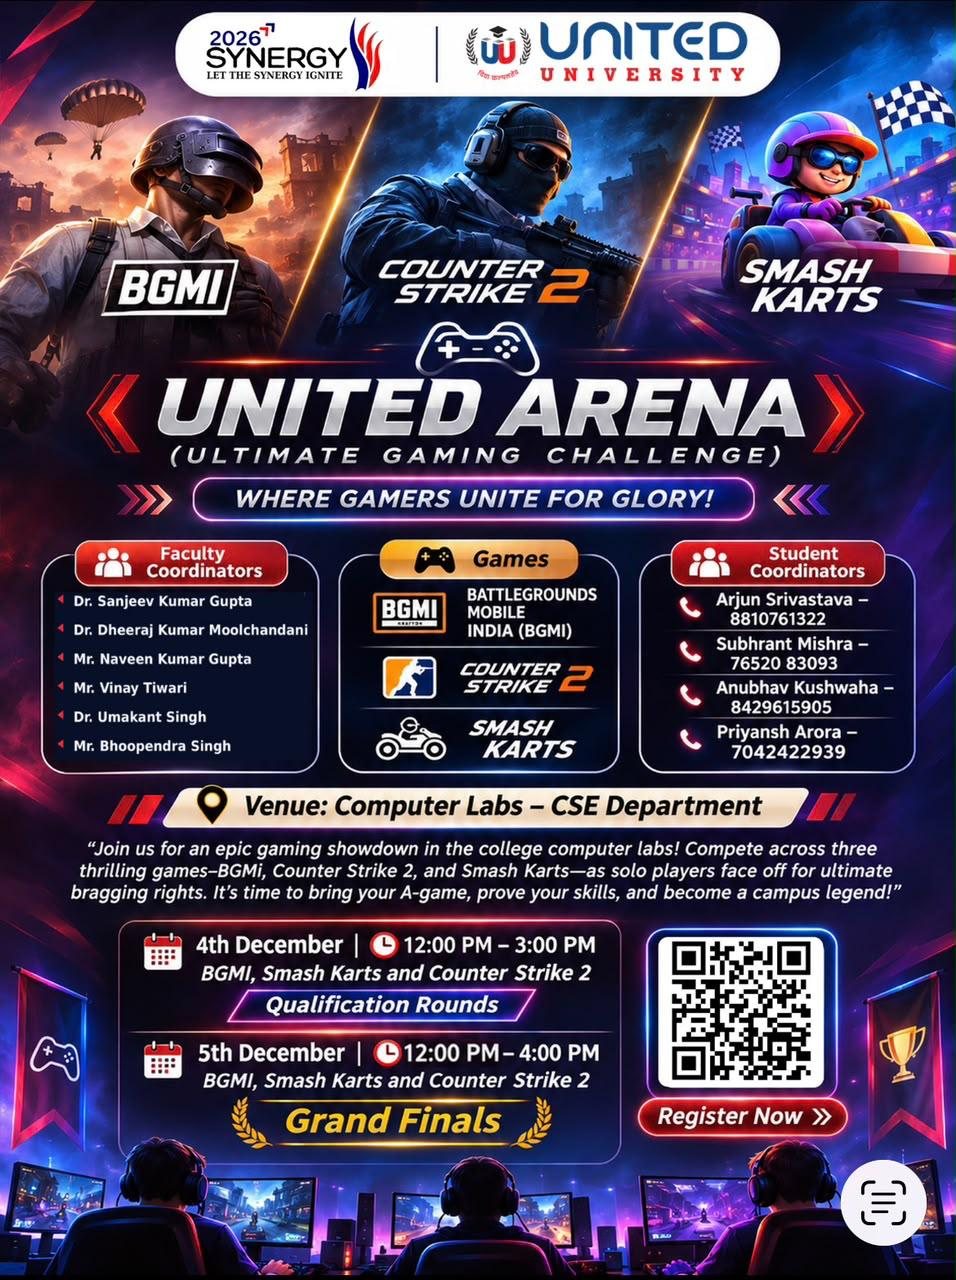 2026
SYNERGY
LET THE SYNERGY IGNITE
UU
UNITED
UNIVERSITY
BGMI
COUNTER
STRIKE 2
SMASH
KARTS
UNITED ARENA
(ULTIMATE GAMING CHALLENGE)
WHERE GAMERS UNITE FOR GLORY!
Faculty
Coordinators
Dr. Sanjeev Kumar Gupta
Dr. Dheeraj Kumar Moolchandani
Mr. Naveen Kumar Gupta
Mr. Vinay Tiwari
Dr. Umakant Singh
Mr. Bhoopendra Singh
Games
BGMI
KRAFTON
BATTLEGROUNDS
MOBILE
INDIA (BGMI)
COUNTER
STRIKE 2
SMASH
KARTS
Student
Coordinators
Arjun Srivastava –
8810761322
Subhrant Mishra –
76520 83093
Anubhav Kushwaha –
8429615905
Priyansh Arora –
7042422939
Venue: Computer Labs – CSE Department
“Join us for an epic gaming showdown in the college computer labs! Compete across three
thrilling games–BGMI, Counter Strike 2, and Smash Karts—as solo players face off for ultimate
bragging rights. It’s time to bring your A-game, prove your skills, and become a campus legend!”
4th December | 12:00 PM – 3:00 PM
BGMI, Smash Karts and Counter Strike 2
Qualification Rounds
5th December | 12:00 PM – 4:00 PM
BGMI, Smash Karts and Counter Strike 2
Grand Finals
Register Now »